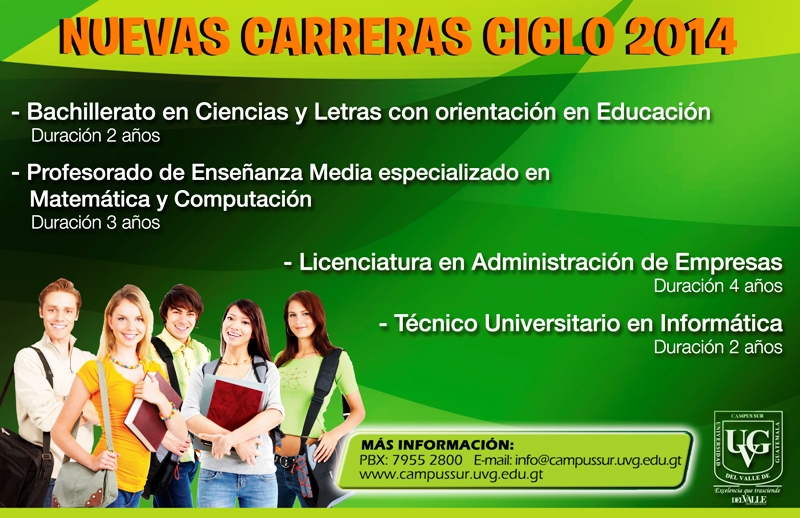 NUEVAS CARRERAS CICLO 2014
- Bachillerato en Ciencias y Letras con orientación en Educación
Duración 2 años
- Profesorado de Enseñanza Media especializado en
Matemática y Computación
Duración 3 años
- Licenciatura en Administración de Empresas
Duración 4 años
- Técnico Universitario en Informática
Duración 2 años
MÁS INFORMACIÓN:
PBX: 7955 2800 E-mail: info@campussur.uvg.edu.gt
www.campussur.uvg.edu.gt
CAMPUS SUR
UNIVERSIDAD
UVG
DEL VALLE DE
GUATEMALA
Excelencia que trasciende
DEL VALLE